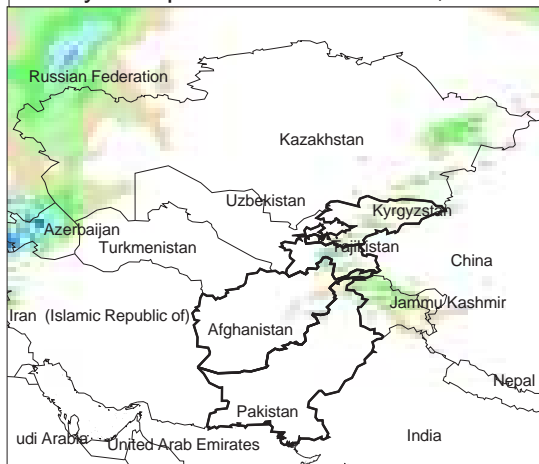 Russian Federation
Kazakhstan
Uzbekistan
Kyrgyzstan
Azerbaijan
Turkmenistan
Tajikistan
China
Iran (Islamic Republic of)
Jammu Kashmir
Afghanistan
Nepal
Pakistan
udi Arabia
United Arab Emirates
India